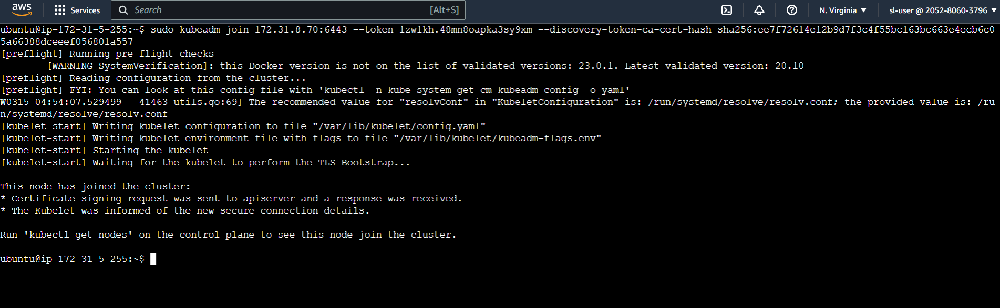 aws Services Search [Alt+S] N. Virginia ▼ sl-user @ 2052-8060-3796 ▼
ubuntu@ip-172-31-5-255:~$ sudo kubeadm join 172.31.8.70:6443 --token 1zwlkh.48mn8oapka3sy9xm --discovery-token-ca-cert-hash sha256:ee7f72614e12b9d7f3c4f55bc163bc663e4ecb6c0
5a66388dceeef056801a557
[preflight] Running pre-flight checks
        [WARNING SystemVerification]: this Docker version is not on the list of validated versions: 23.0.1. Latest validated version: 20.10
[preflight] Reading configuration from the cluster...
[preflight] FYI: You can look at this config file with 'kubectl -n kube-system get cm kubeadm-config -o yaml'
W0315 04:54:07.529499   41463 utils.go:69] The recommended value for "resolvConf" in "KubeletConfiguration" is: /run/systemd/resolve/resolv.conf; the provided value is: /ru
n/systemd/resolve/resolv.conf
[kubelet-start] Writing kubelet configuration to file "/var/lib/kubelet/config.yaml"
[kubelet-start] Writing kubelet environment file with flags to file "/var/lib/kubelet/kubeadm-flags.env"
[kubelet-start] Starting the kubelet
[kubelet-start] Waiting for the kubelet to perform the TLS Bootstrap...
This node has joined the cluster:
* Certificate signing request was sent to apiserver and a response was received.
* The Kubelet was informed of the new secure connection details.
Run 'kubectl get nodes' on the control-plane to see this node join the cluster.
ubuntu@ip-172-31-5-255:~$